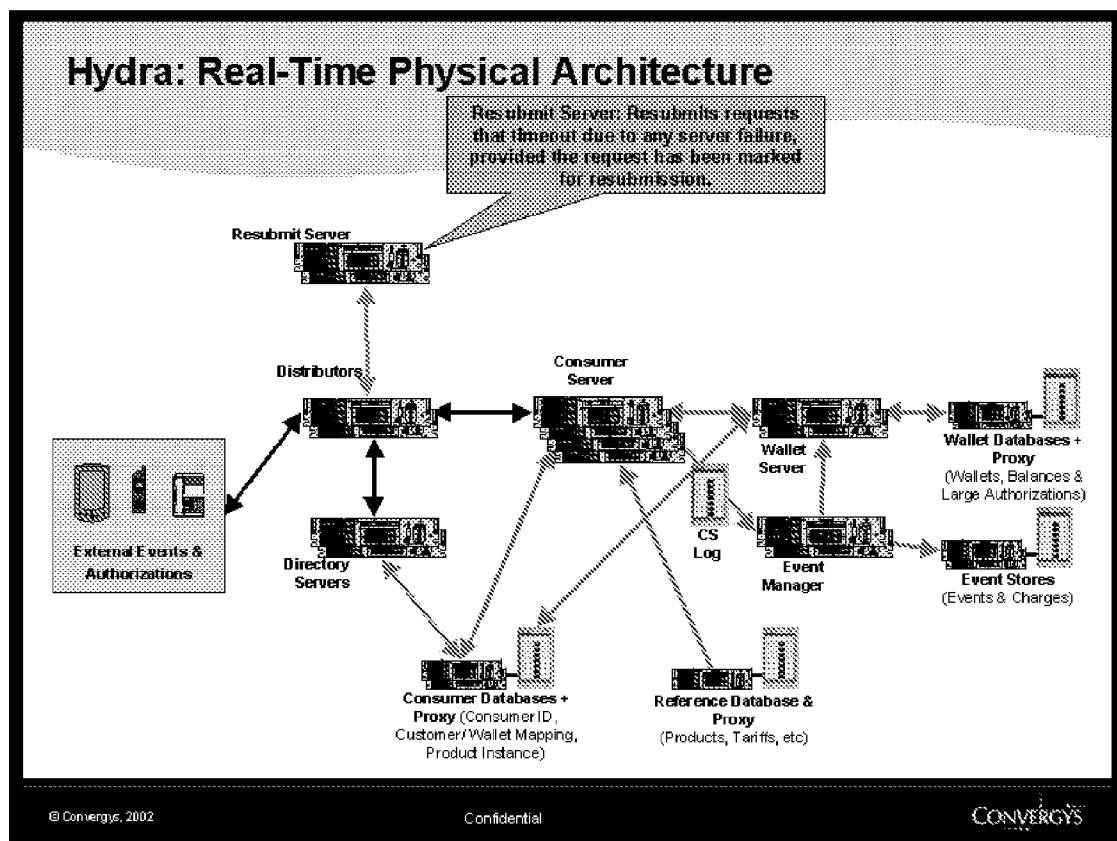 Hydra: Real-Time Physical Architecture
Resubmit Server: Resubmits requests
that timeout due to any server failure,
provided the request has been marked
for resubmission.
Resubmit Server
Distributors
Consumer
Server
Wallet
Server
Wallet Databases +
Proxy
(Wallets, Balances &
Large Authorizations)
External Events &
Authorizations
Directory
Servers
CS
Log
Event
Manager
Event Stores
(Events & Charges)
Consumer Databases +
Proxy (Consumer ID,
Customer/Wallet Mapping,
Product Instance)
Reference Database &
Proxy
(Products, Tariffs, etc)
© Convergys, 2002
Confidential
CONVERGYS